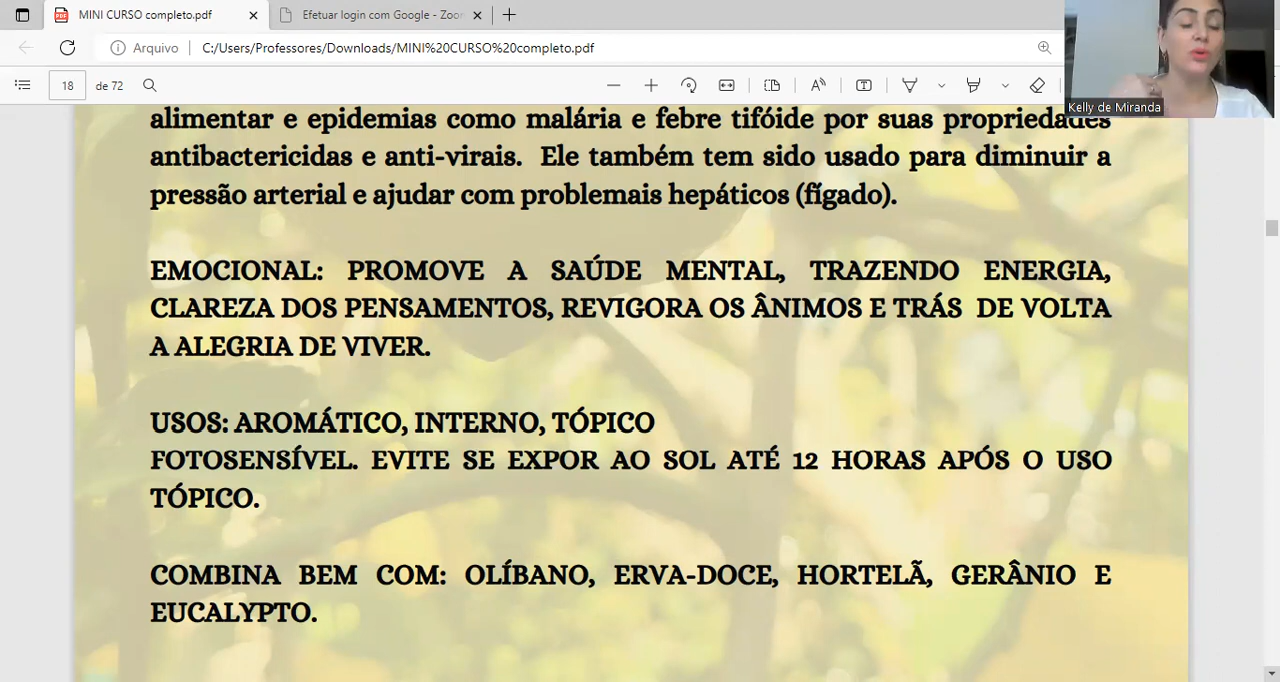 MINI CURSO completo.pdf
Efetuar login com Google - Zoo
Arquivo
C:/Users/Professores/Downloads/MINI%20CURSO%20completo.pdf
18 de 72
Kelly de Miranda
alimentar e epidemias como malária e febre tifóide por suas propriedades
antibactericidas e anti-virais. Ele também tem sido usado para diminuir a
pressão arterial e ajudar com problemais hepáticos (fígado).
EMOCIONAL: PROMOVE A SAÚDE MENTAL, TRAZENDO ENERGIA,
CLAREZA DOS PENSAMENTOS, REVIGORA OS ÂNIMOS E TRÁS DE VOLTA
A ALEGRIA DE VIVER.
USOS: AROMÁTICO, INTERNO, TÓPICO
FOTOSENSÍVEL. EVITE SE EXPOR AO SOL ATÉ 12 HORAS APÓS O USO
TÓPICO.
COMBINA BEM COM: OLÍBANO, ERVA-DOCE, HORTELÃ, GERÂNIO E
EUCALYPTO.